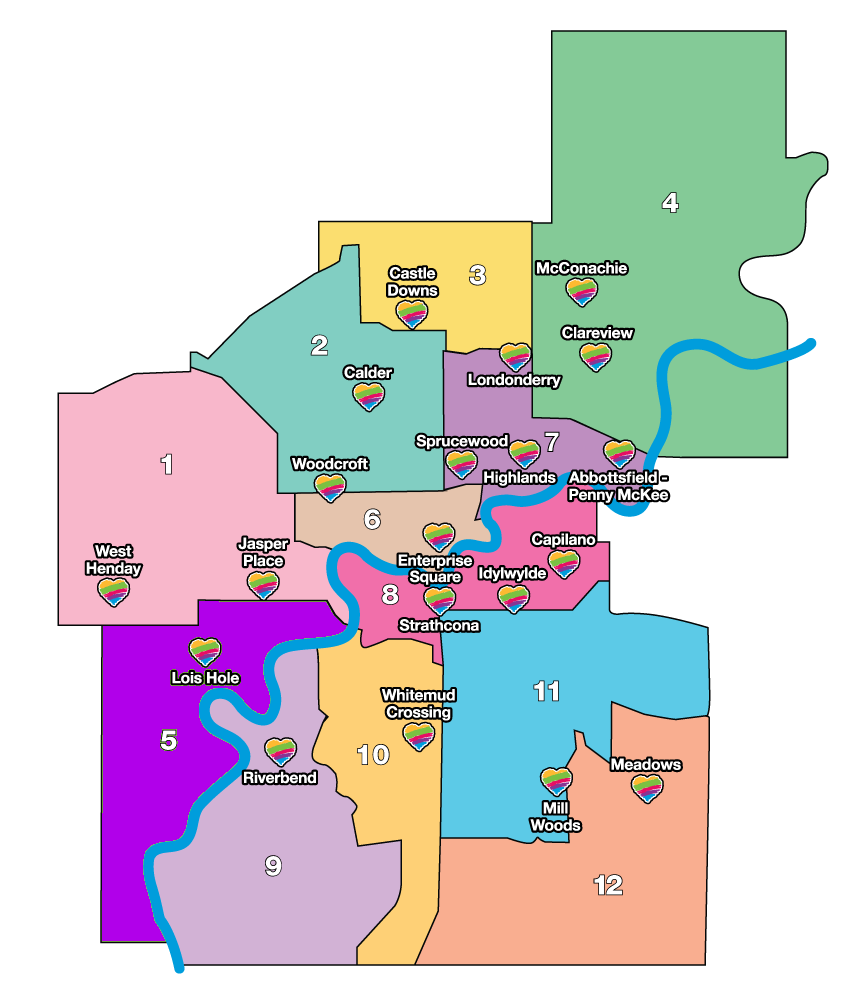 4
McConachie
Castle
Downs
3
Clareview
2
Londonderry
Calder
Sprucewood
7
Highlands
Abbottsfield -
Penny McKee
1
Woodcroft
6
West
Henday
Jasper
Place
Enterprise
Square
Capilano
Idylwylde
8
Strathcona
Lois Hole
Whitemud
Crossing
11
5
10
Riverbend
Meadows
Mill
Woods
9
12